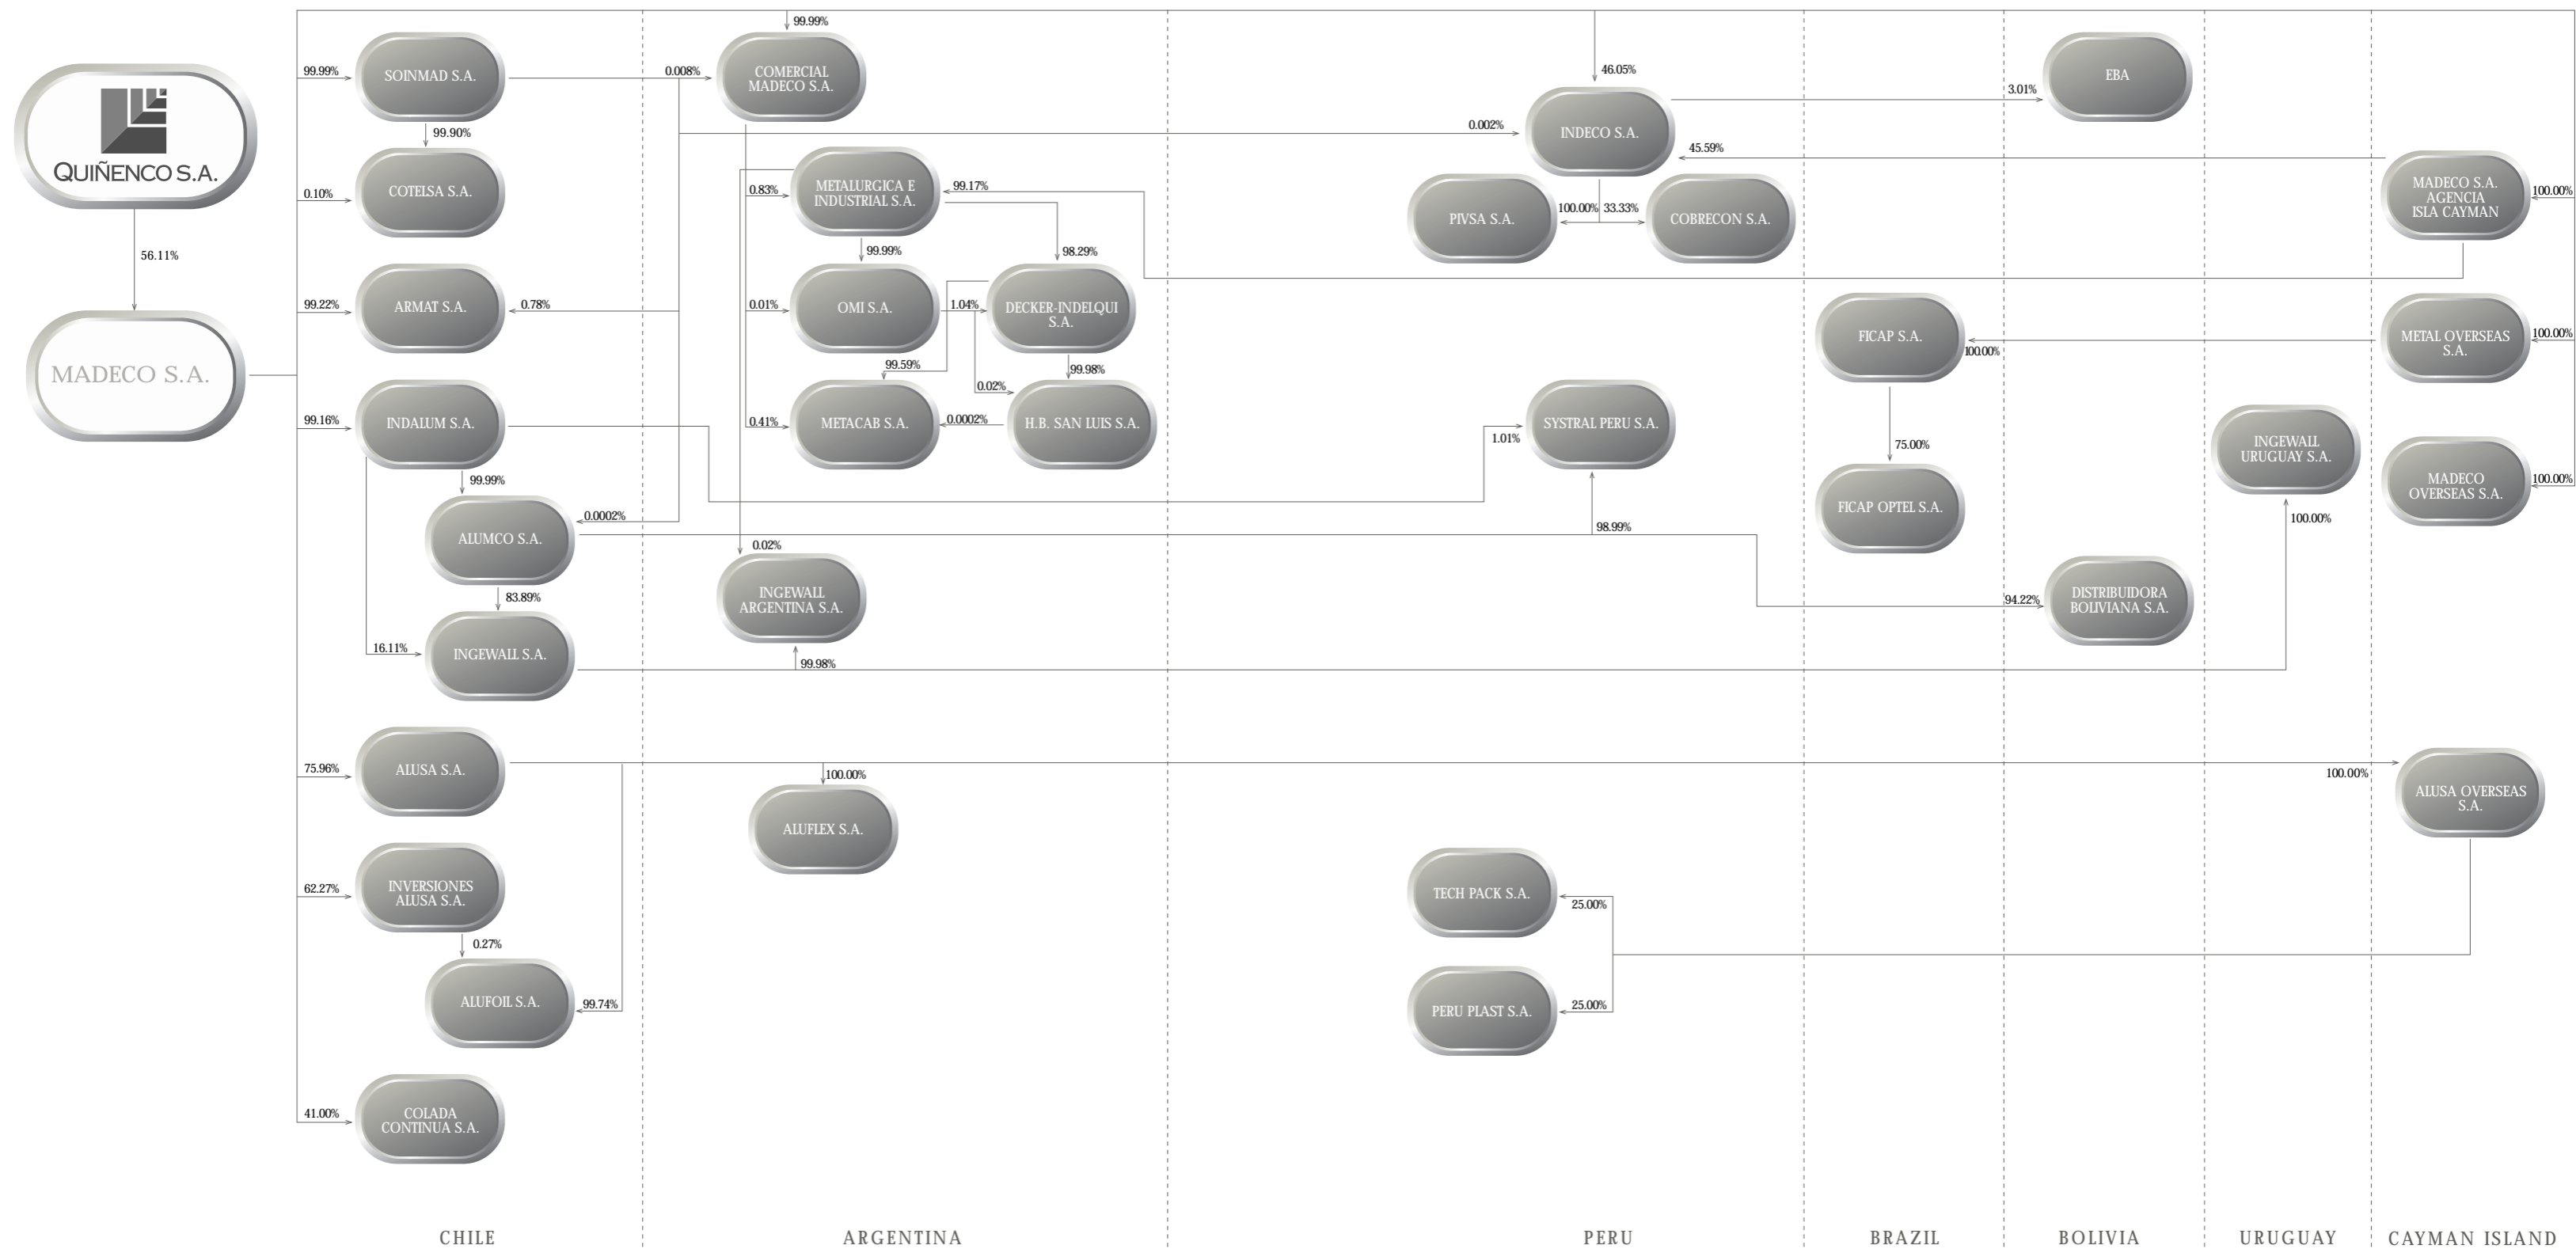 QUIÑENCO S.A.
56.11%
MADECO S.A.
99.99%
SOINMAD S.A.
99.90%
0.10%
COTELSA S.A.
99.22%
ARMAT S.A.
0.78%
99.16%
INDALUM S.A.
99.99%
0.0002%
ALUMCO S.A.
83.89%
16.11%
INGEWALL S.A.
75.96%
ALUSA S.A.
62.27%
INVERSIONES
ALUSA S.A.
0.27%
ALUFOIL S.A.
99.74%
41.00%
COLADA
CONTINUA S.A.
CHILE
99.99%
0.008%
COMERCIAL
MADECO S.A.
0.83%
METALURGICA E
INDUSTRIAL S.A.
99.17%
99.99%
98.29%
0.01%
OMI S.A.
1.04%
DECKER-INDELQUI
S.A.
99.59%
99.98%
0.02%
0.41%
METACAB S.A.
0.0002%
H.B. SAN LUIS S.A.
0.02%
INGEWALL
ARGENTINA S.A.
99.98%
100.00%
ALUFLEX S.A.
ARGENTINA
46.05%
0.002%
INDECO S.A.
45.59%
PIVSA S.A.
100.00%
33.33%
COBRECON S.A.
1.01%
SYSTRAL PERU S.A.
98.99%
TECH PACK S.A.
25.00%
PERU PLAST S.A.
25.00%
PERU
FICAP S.A.
100.00%
75.00%
FICAP OPTEL S.A.
BRAZIL
3.01%
EBA
94.22%
DISTRIBUIDORA
BOLIVIANA S.A.
BOLIVIA
INGEWALL
URUGUAY S.A.
100.00%
URUGUAY
MADECO S.A.
AGENCIA
ISLA CAYMAN
100.00%
METAL OVERSEAS
S.A.
100.00%
MADECO
OVERSEAS S.A.
100.00%
100.00%
ALUSA OVERSEAS
S.A.
CAYMAN ISLAND